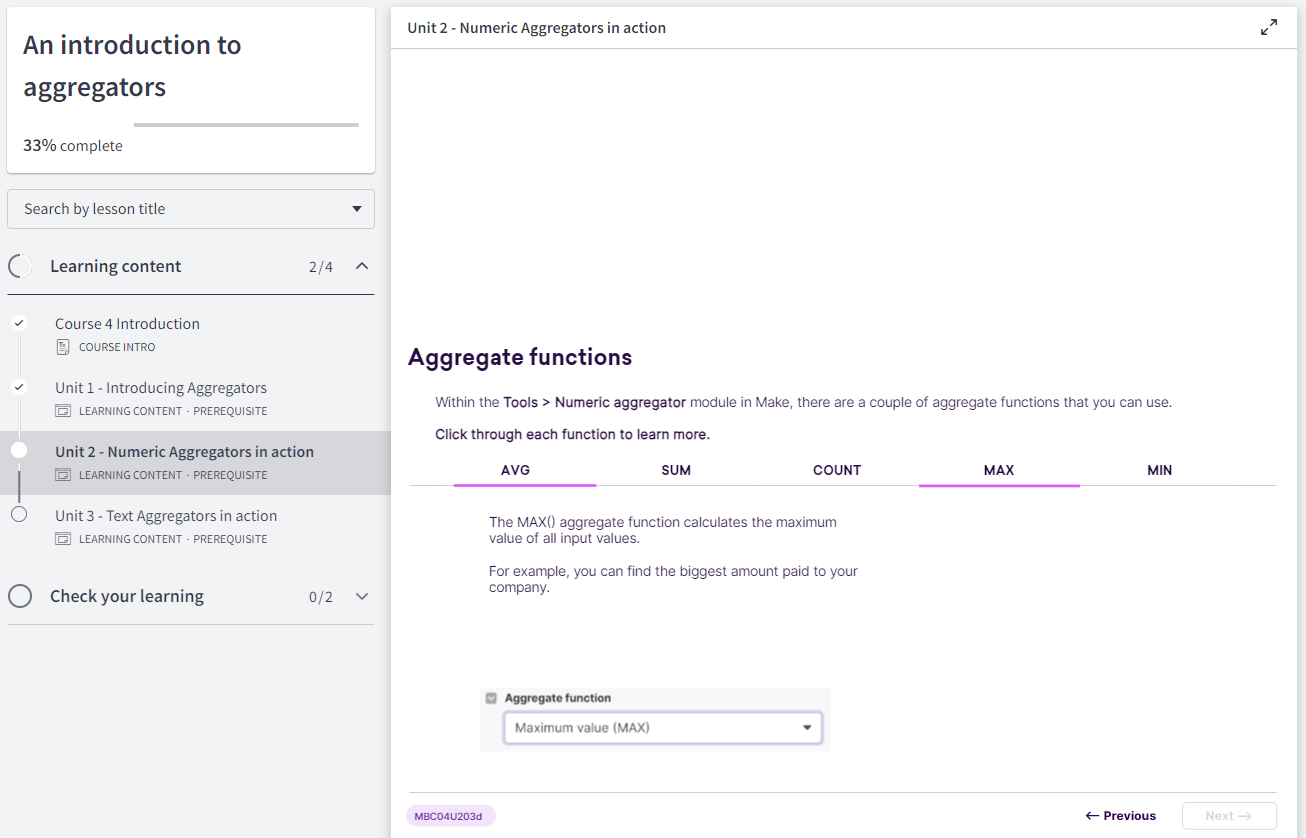 An introduction to
aggregators
33% complete
Search by lesson title
Learning content 2/4
Course 4 Introduction
COURSE INTRO
Unit 1 - Introducing Aggregators
LEARNING CONTENT · PREREQUISITE
Unit 2 - Numeric Aggregators in action
LEARNING CONTENT · PREREQUISITE
Unit 3 - Text Aggregators in action
LEARNING CONTENT · PREREQUISITE
Check your learning 0/2
Unit 2 - Numeric Aggregators in action
Aggregate functions
Within the Tools > Numeric aggregator module in Make, there are a couple of aggregate functions that you can use.
Click through each function to learn more.
AVG SUM COUNT MAX MIN
The MAX() aggregate function calculates the maximum
value of all input values.
For example, you can find the biggest amount paid to your
company.
Aggregate function
Maximum value (MAX)
MBC04U203d
← Previous Next →